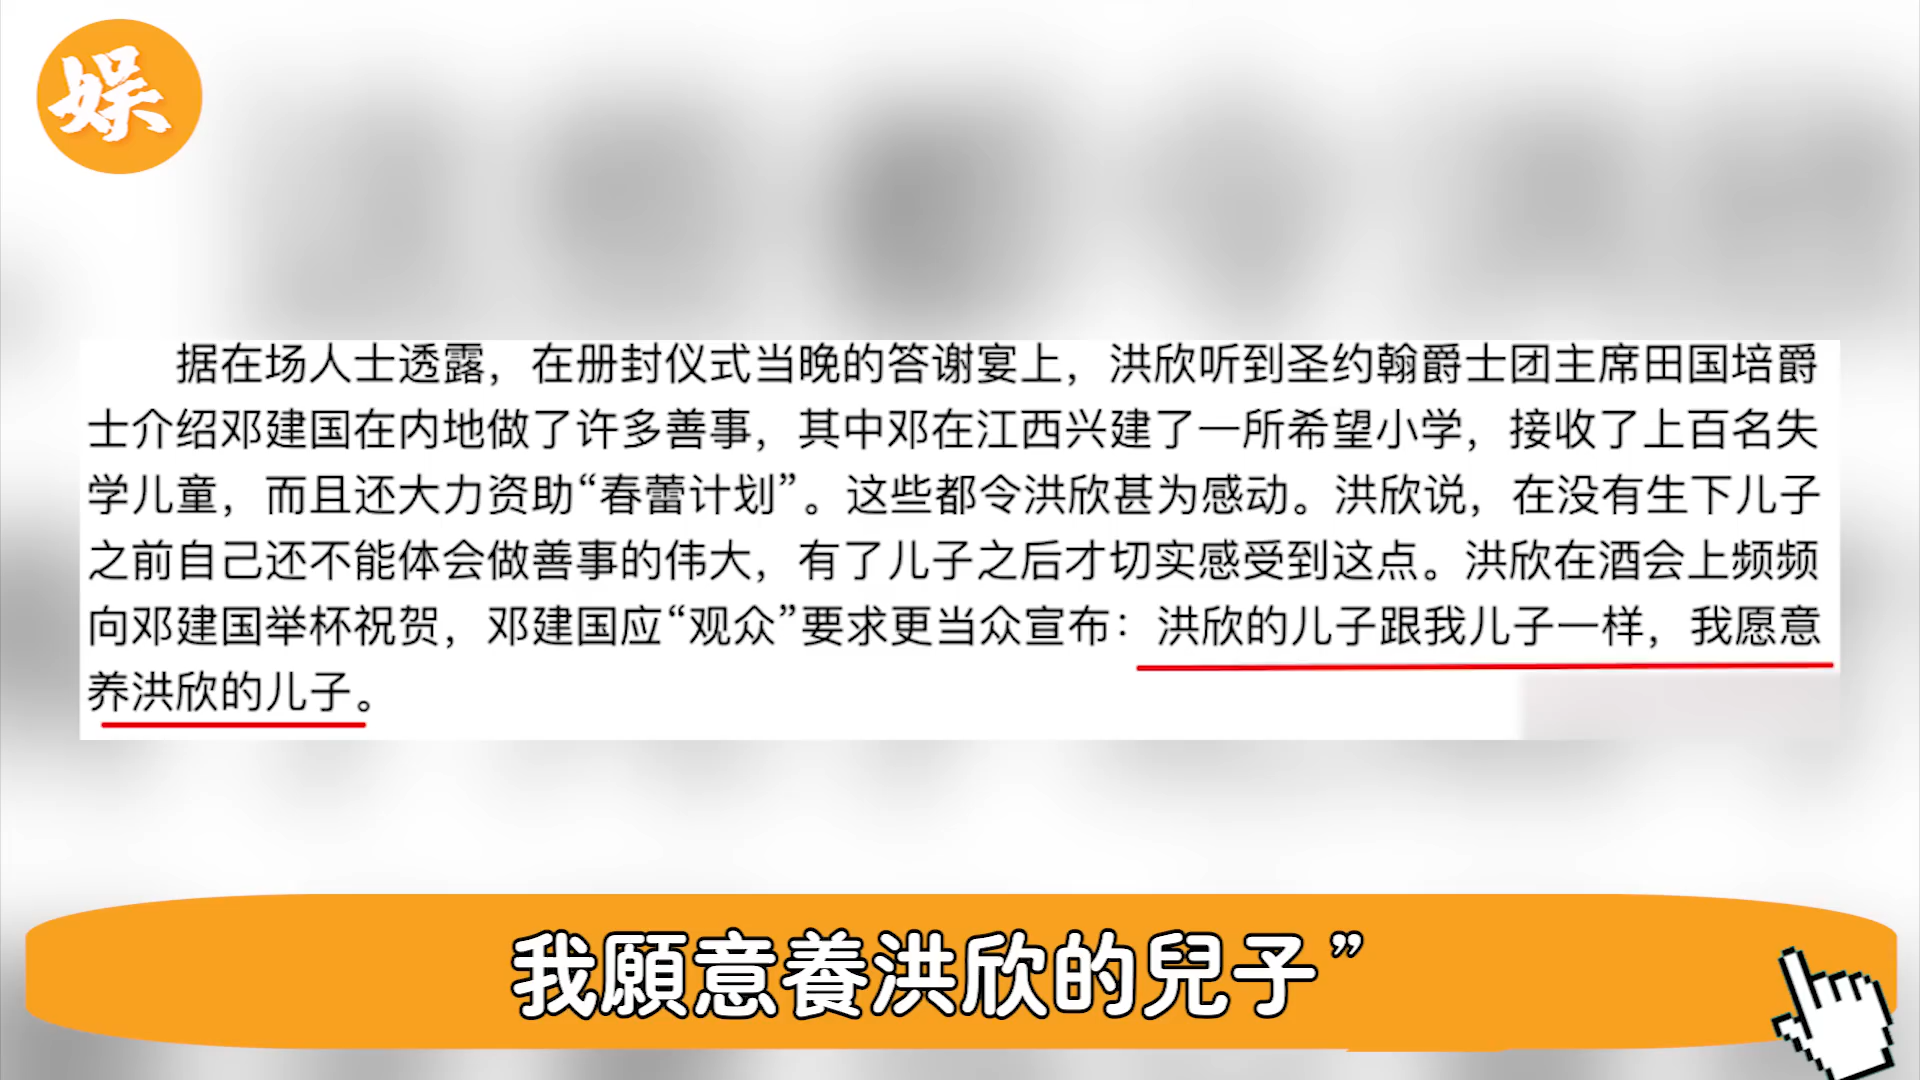 娱
据在场人士透露，在册封仪式当晚的答谢宴上，洪欣听到圣约翰爵士团主席田国培爵
士介绍邓建国在内地做了许多善事，其中邓在江西兴建了一所希望小学，接收了上百名失
学儿童，而且还大力资助“春蕾计划”。这些都令洪欣甚为感动。洪欣说，在没有生下儿子
之前自己还不能体会做善事的伟大，有了儿子之后才切实感受到这点。洪欣在酒会上频频
向邓建国举杯祝贺，邓建国应“观众”要求更当众宣布：洪欣的儿子跟我儿子一样，我愿意
养洪欣的儿子。
我願意養洪欣的兒子”